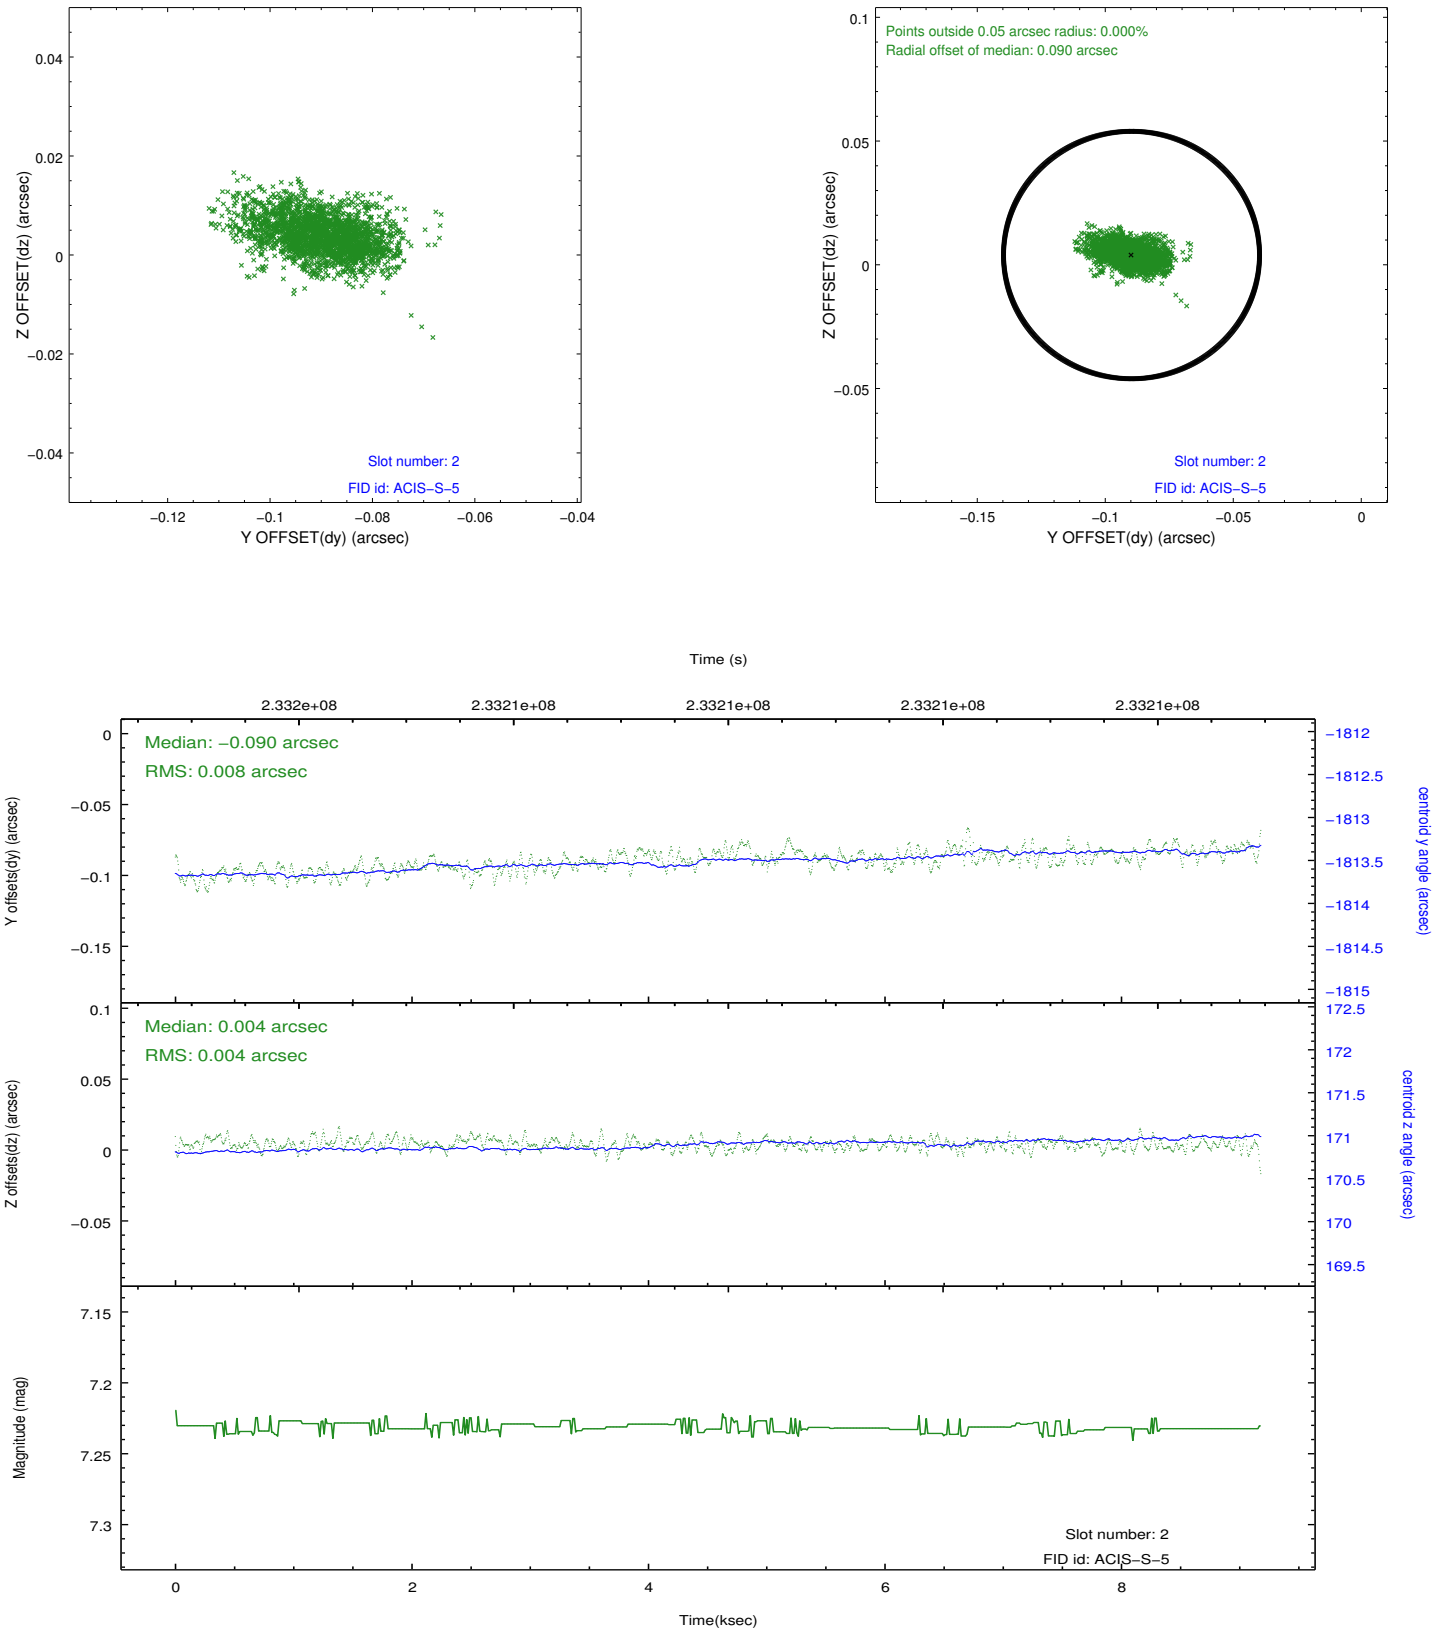 0.04
0.02
0
−0.02
−0.04
Z OFFSET(dz) (arcsec)
Slot number: 2
FID id: ACIS−S−5
−0.12
−0.1
−0.08
−0.06
−0.04
Y OFFSET(dy) (arcsec)
Points outside 0.05 arcsec radius: 0.000%
Radial offset of median: 0.090 arcsec
0.1
0.05
0
−0.05
Z OFFSET(dz) (arcsec)
Slot number: 2
FID id: ACIS−S−5
−0.15
−0.1
−0.05
0
Y OFFSET(dy) (arcsec)
Time (s)
2.332e+08
2.3321e+08
2.3321e+08
2.3321e+08
2.3321e+08
Median: −0.090 arcsec
RMS: 0.008 arcsec
0
−0.05
−0.1
−0.15
Y offsets(dy) (arcsec)
−1812
−1812.5
−1813
−1813.5
−1814
−1814.5
−1815
centroid y angle (arcsec)
Median: 0.004 arcsec
RMS: 0.004 arcsec
0.1
0.05
0
−0.05
Z offsets(dz) (arcsec)
172.5
172
171.5
171
170.5
170
169.5
centroid z angle (arcsec)
7.15
7.2
7.25
7.3
Magnitude (mag)
Slot number: 2
FID id: ACIS−S−5
0
2
4
6
8
Time(ksec)